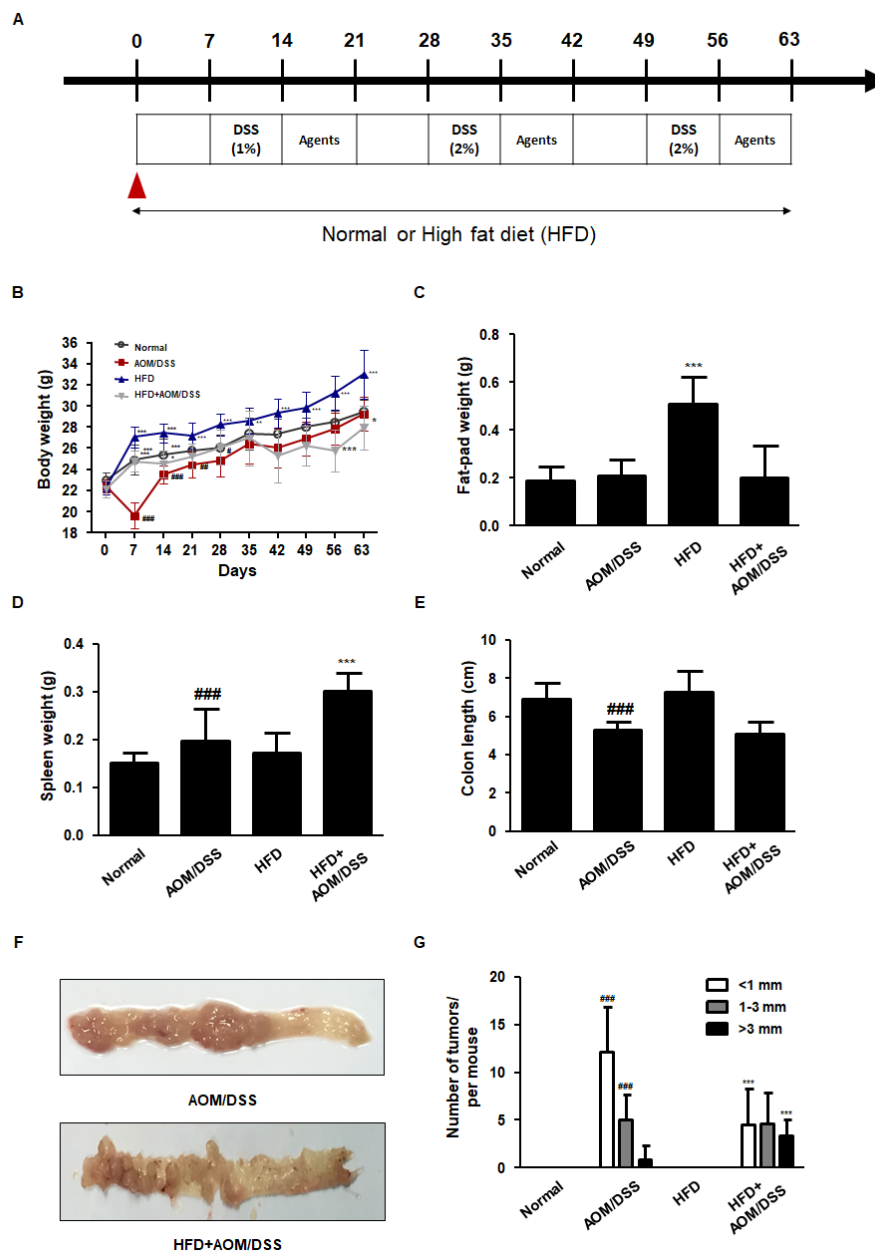 A
0 7 14 21 28 35 42 49 56 63
DSS (1%) Agents DSS (2%) Agents DSS (2%) Agents
Normal or High fat diet (HFD)
B
Body weight (g)
36
34
32
30
28
26
24
22
20
18
Normal
AOM/DSS
HFD
HFD+AOM/DSS
*** *** *** *** ** *** *** *** ***
*** *** *** * * ***
### ### ## #
0 7 14 21 28 35 42 49 56 63
Days
C
Fat-pad weight (g)
0.8
0.6
0.4
0.2
0.0
***
Normal AOM/DSS HFD HFD+ AOM/DSS
D
Spleen weight (g)
0.4
0.3
0.2
0.1
0.0
### ***
Normal AOM/DSS HFD HFD+ AOM/DSS
E
Colon length (cm)
10
8
6
4
2
0
###
Normal AOM/DSS HFD HFD+ AOM/DSS
F
AOM/DSS
HFD+AOM/DSS
G
Number of tumors/
per mouse
20
15
10
5
0
<1 mm
1-3 mm
>3 mm
### ### *** ***
Normal AOM/DSS HFD HFD+ AOM/DSS